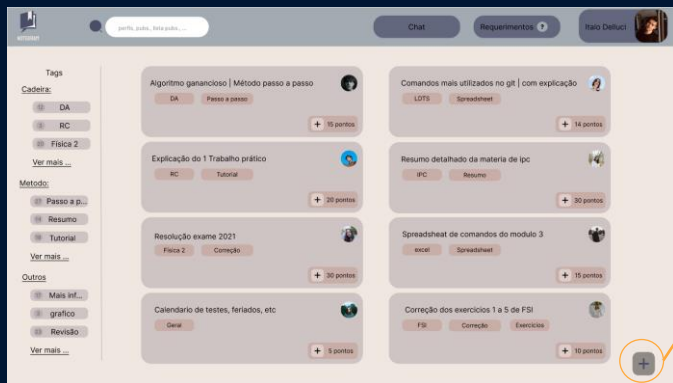 perfis, pubs, lista pubs, ...
Chat
Requerimentos ?
Italo Delluci
Tags
Cadeira:
DA
RC
Física 2
Ver mais ...
Metodo:
Passo a p...
Resumo
Tutorial
Ver mais ...
Outros
Mais inf...
grafico
Revisão
Ver mais ...
Algoritmo ganancioso | Método passo a passo
DA Passo a passo
+ 15 pontos
Comandos mais utilizados no git | com explicação
LDTS Spreadsheet
+ 14 pontos
Explicação do 1 Trabalho prático
RC Tutorial
+ 20 pontos
Resumo detalhado da materia de ipc
IPC Resumo
+ 30 pontos
Resolução exame 2021
Física 2 Correção
+ 30 pontos
Spreadsheat de comandos do modulo 3
excel Spreadsheet
+ 15 pontos
Calendario de testes, feriados, etc
Geral
+ 5 pontos
Correção dos exercicios 1 a 5 de FSI
FSI Correção Exercicios
+ 10 pontos
+